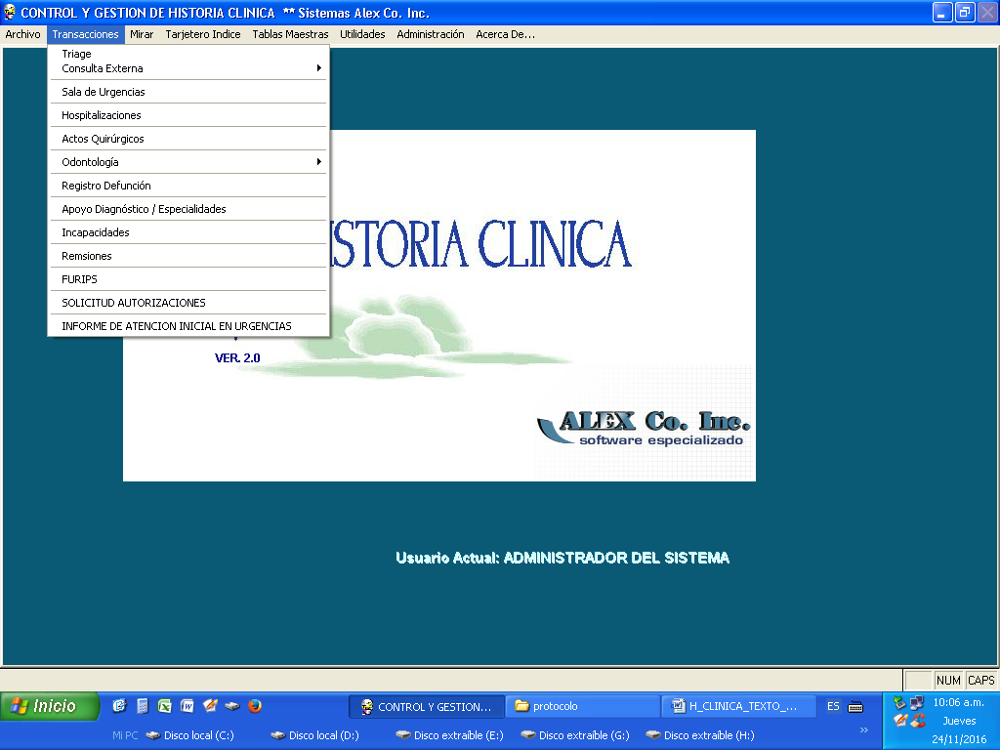 CONTROL Y GESTION DE HISTORIA CLINICA ** Sistemas Alex Co. Inc.
Archivo Transacciones Mirar Tarjetero Indice Tablas Maestras Utilidades Administración Acerca De...
Triage
Consulta Externa
Sala de Urgencias
Hospitalizaciones
Actos Quirúrgicos
Odontología
Registro Defunción
Apoyo Diagnóstico / Especialidades
Incapacidades
Remsiones
FURIPS
SOLICITUD AUTORIZACIONES
INFORME DE ATENCION INICIAL EN URGENCIAS
ISTORIA CLINICA
VER. 2.0
ALEX Co. Inc.
software especializado
Usuario Actual: ADMINISTRADOR DEL SISTEMA
NUM CAPS
Inicio
CONTROL Y GESTION...
protocolo
H_CLINICA_TEXTO_...
ES
10:06 a.m.
Jueves
24/11/2016
Mi PC
Disco local (C:)
Disco local (D:)
Disco extraíble (E:)
Disco extraíble (G:)
Disco extraíble (H:)